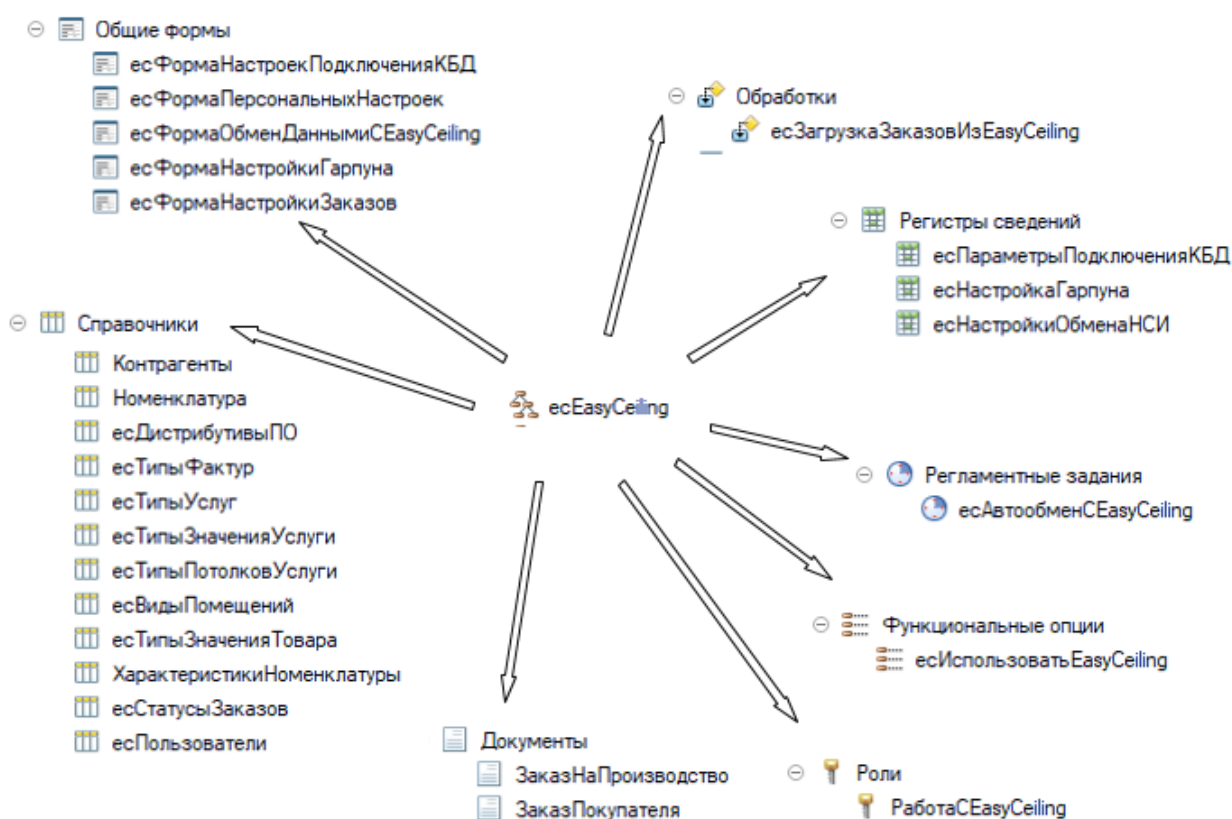 Общие формы
есФормаНастроекПодключенияКБД
есФормаПерсональныхНастроек
есФормаОбменДаннымиСEasyCeiling
есФормаНастройкиГарпуна
есФормаНастройкиЗаказов
Обработки
есЗагрузкаЗаказовИзEasyCeiling
Регистры сведений
есПараметрыПодключенияКБД
есНастройкаГарпуна
есНастройкиОбменаНСИ
Справочники
Контрагенты
Номенклатура
есДистрибутивыПО
есТипыФактур
есТипыУслуг
есТипыЗначенияУслуги
есТипыПотолковУслуги
есВидыПомещений
есТипыЗначенияТовара
ХарактеристикиНоменклатуры
есСтатусыЗаказов
есПользователи
есEasyCeiling
Регламентные задания
есАвтообменСEasyCeiling
Функциональные опции
есИспользоватьEasyCeiling
Документы
ЗаказНаПроизводство
ЗаказПокупателя
Роли
РаботаСEasyCeiling